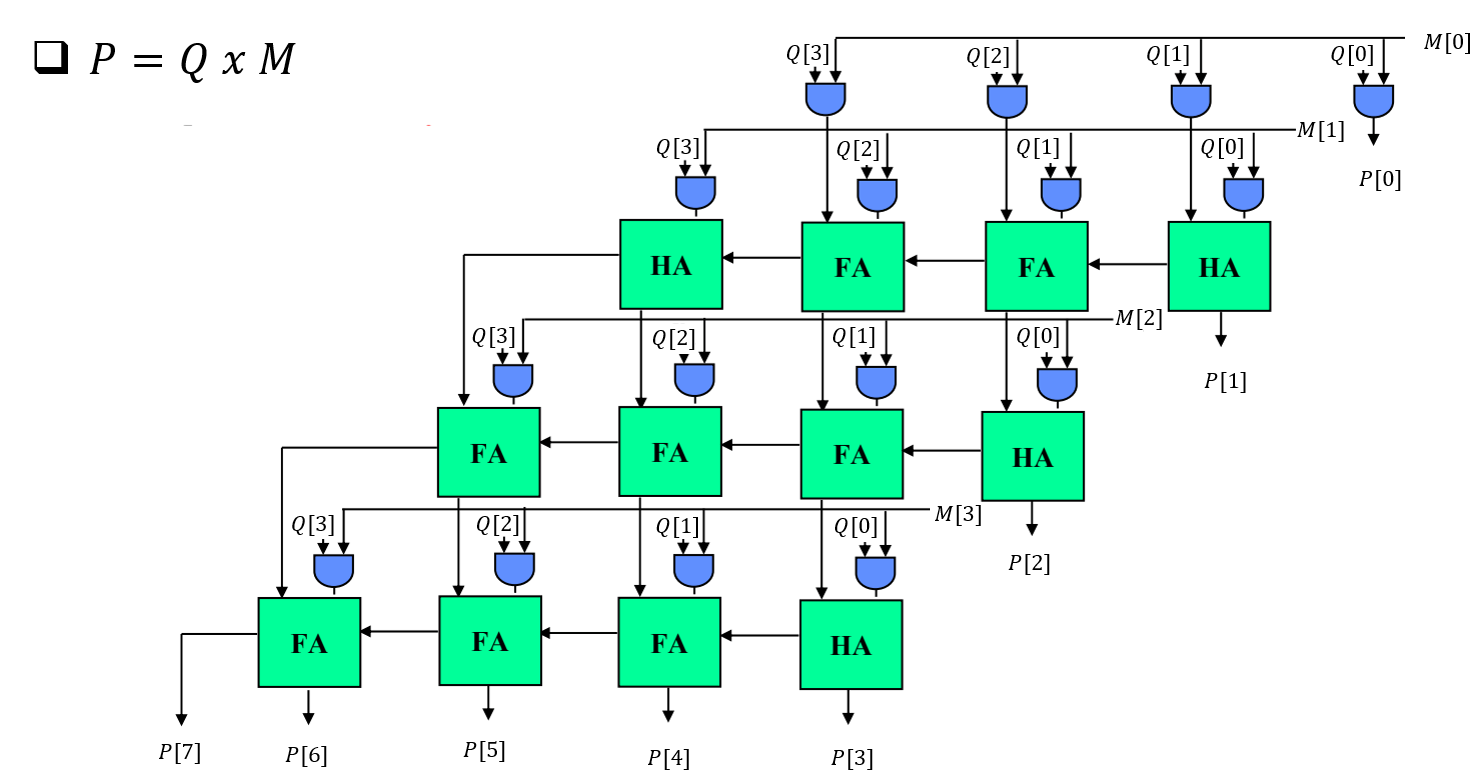 P = Q x M
Q[3] Q[2] Q[1] Q[0] M[0]
M[1]
Q[3] Q[2] Q[1] Q[0]
P[0]
HA FA FA HA
M[2]
Q[3] Q[2] Q[1] Q[0]
P[1]
FA FA FA HA
M[3]
Q[3] Q[2] Q[1] Q[0]
P[2]
FA FA FA HA
P[7] P[6] P[5] P[4] P[3]